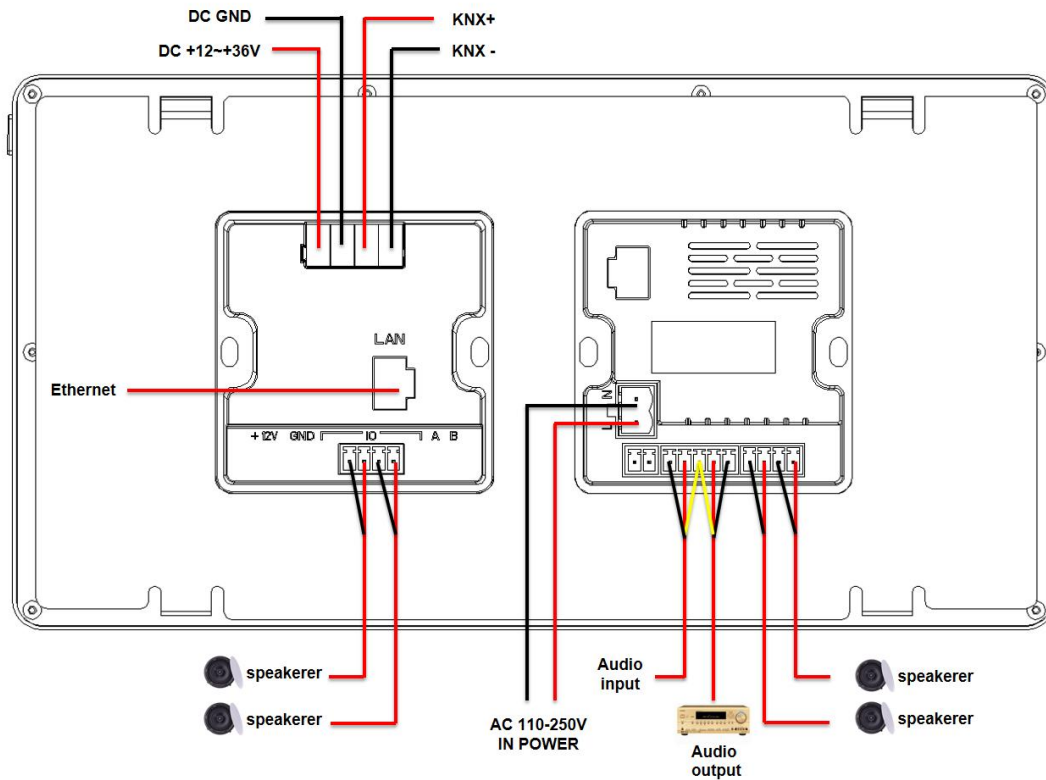 DC GND
KNX+
DC +12~+36V
KNX -
LAN
Ethernet
+12V GND IO A B
N
L
speakerer
speakerer
AC 110-250V
IN POWER
Audio
input
Audio
output
speakerer
speakerer